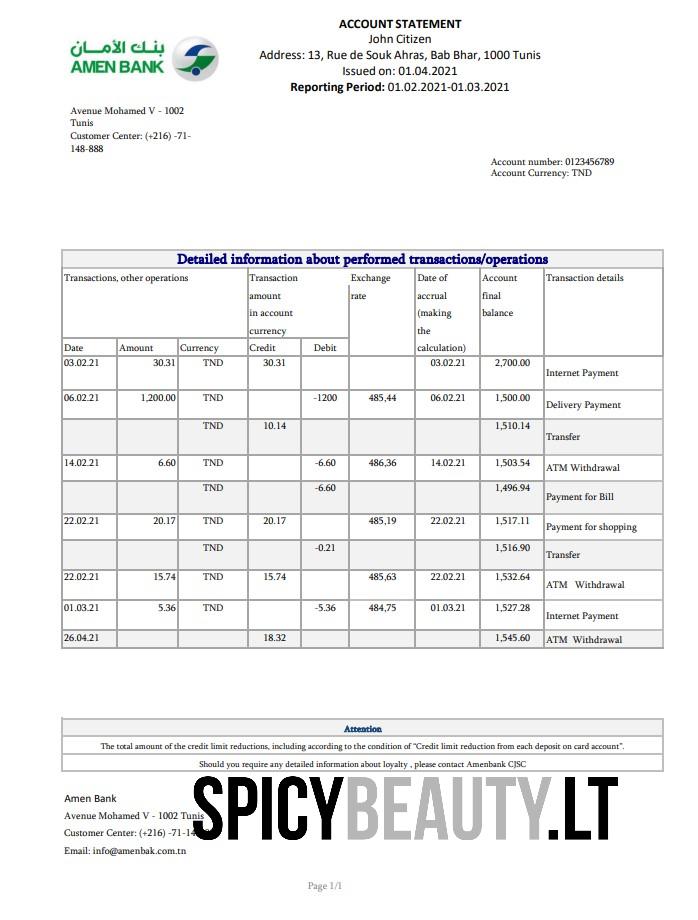 ACCOUNT STATEMENT
John Citizen
Address: 13, Rue de Souk Ahras, Bab Bhar, 1000 Tunis
Issued on: 01.04.2021
Reporting Period: 01.02.2021-01.03.2021
بنك الأمـان
AMEN BANK
Avenue Mohamed V - 1002
Tunis
Customer Center: (+216) -71-
148-888
Account number: 0123456789
Account Currency: TND
Detailed information about performed transactions/operations
Transactions, other operations Transaction amount in account currency Exchange rate Date of accrual (making the calculation) Account final balance Transaction details
Date Amount Currency Credit Debit
03.02.21 30.31 TND 30.31 03.02.21 2,700.00 Internet Payment
06.02.21 1,200.00 TND -1200 485,44 06.02.21 1,500.00 Delivery Payment
TND 10.14 1,510.14 Transfer
14.02.21 6.60 TND -6.60 486,36 14.02.21 1,503.54 ATM Withdrawal
TND -6.60 1,496.94 Payment for Bill
22.02.21 20.17 TND 20.17 485,19 22.02.21 1,517.11 Payment for shopping
TND -0.21 1,516.90 Transfer
22.02.21 15.74 TND 15.74 485,63 22.02.21 1,532.64 ATM Withdrawal
01.03.21 5.36 TND -5.36 484,75 01.03.21 1,527.28 Internet Payment
26.04.21 18.32 1,545.60 ATM Withdrawal
Attention
The total amount of the credit limit reductions, including according to the condition of “Credit limit reduction from each deposit on card account”.
Should you require any detailed information about loyalty , please contact Amenbank CJSC
SPICYBEAUTY.LT
Amen Bank
Avenue Mohamed V - 1002 Tunis
Customer Center: (+216) -71-14
Email: info@amenbak.com.tn
Page 1/1